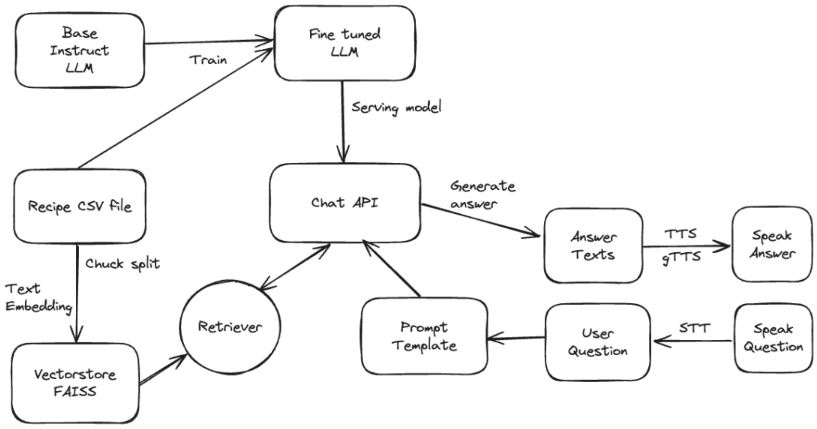 Base
Instruct
LLM
Train
Fine tuned
LLM
Serving model
Recipe CSV file
Chat API
Generate
answer
Answer
Texts
TTS
gTTS
Speak
Answer
Chuck split
Text
Embedding
Retriever
Prompt
Template
User
Question
STT
Speak
Question
Vectorstore
FAISS